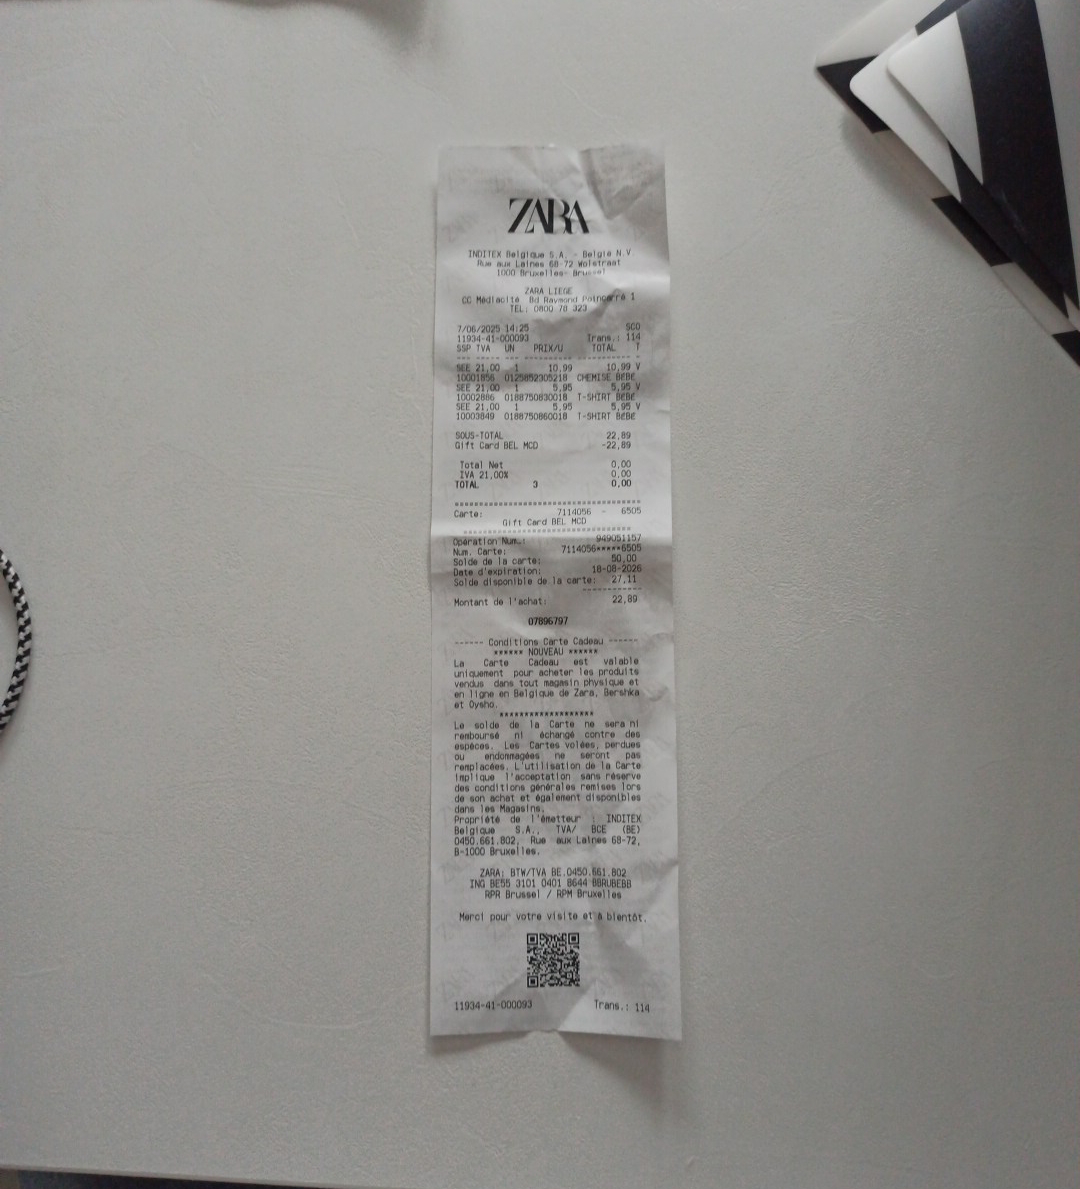 ZARA
INDITEX Belgique S.A. - Belgie N.V
Rue aux Laines 68-72 Wolstraat
1000 Bruxelles- Brussel
ZARA LIEGE
CC Médiacité Bd Raymond Poincarré 1
TEL: 0800 78 323
7/06/2025 14:25 SCO
11934-41-000093 Trans.: 114
SSP TVA UN PRIX/U TOTAL T
SEE 21,00 1 10,99 10,99 V
10001856 0125852305218 CHEMISE BEBE
SEE 21,00 1 5,95 5,95 V
10002886 0188750830018 T-SHIRT BEBE
SEE 21,00 1 5,95 5,95 V
10003849 0188750860018 T-SHIRT BEBE
SOUS-TOTAL 22,89
Gift Card BEL MCD -22,89
Total Net 0,00
IVA 21,00% 0,00
TOTAL 3 0,00
Carte: 7114056 - 6505
Gift Card BEL MCD
Opération Num.: 949051157
Num. Carte: 7114056*****6505
Solde de la carte: 50,00
Date d'expiration: 18-08-2026
Solde disponible de la carte: 27,11
Montant de l'achat: 22,89
07896797
------ Conditions Carte Cadeau ------
****** NOUVEAU ******
La Carte Cadeau est valable
uniquement pour acheter les produits
vendus dans tout magasin physique et
en ligne en Belgique de Zara, Bershka
et Oysho.
*******************
Le solde de la Carte ne sera ni
remboursé ni échangé contre des
espèces. Les Cartes volées, perdues
ou endommagées ne seront pas
remplacées. L'utilisation de la Carte
implique l'acceptation sans réserve
des conditions générales remises lors
de son achat et également disponibles
dans les Magasins.
Propriété de l'émetteur : INDITEX
Belgique S.A., TVA/ BCE (BE)
0450.661.802, Rue aux Laines 68-72,
B-1000 Bruxelles.
ZARA: BTW/TVA BE.0450.661.802
ING BE55 3101 0401 8644 BBRUBEBB
RPR Brussel / RPM Bruxelles
Merci pour votre visite et à bientôt.
11934-41-000093 Trans.: 114